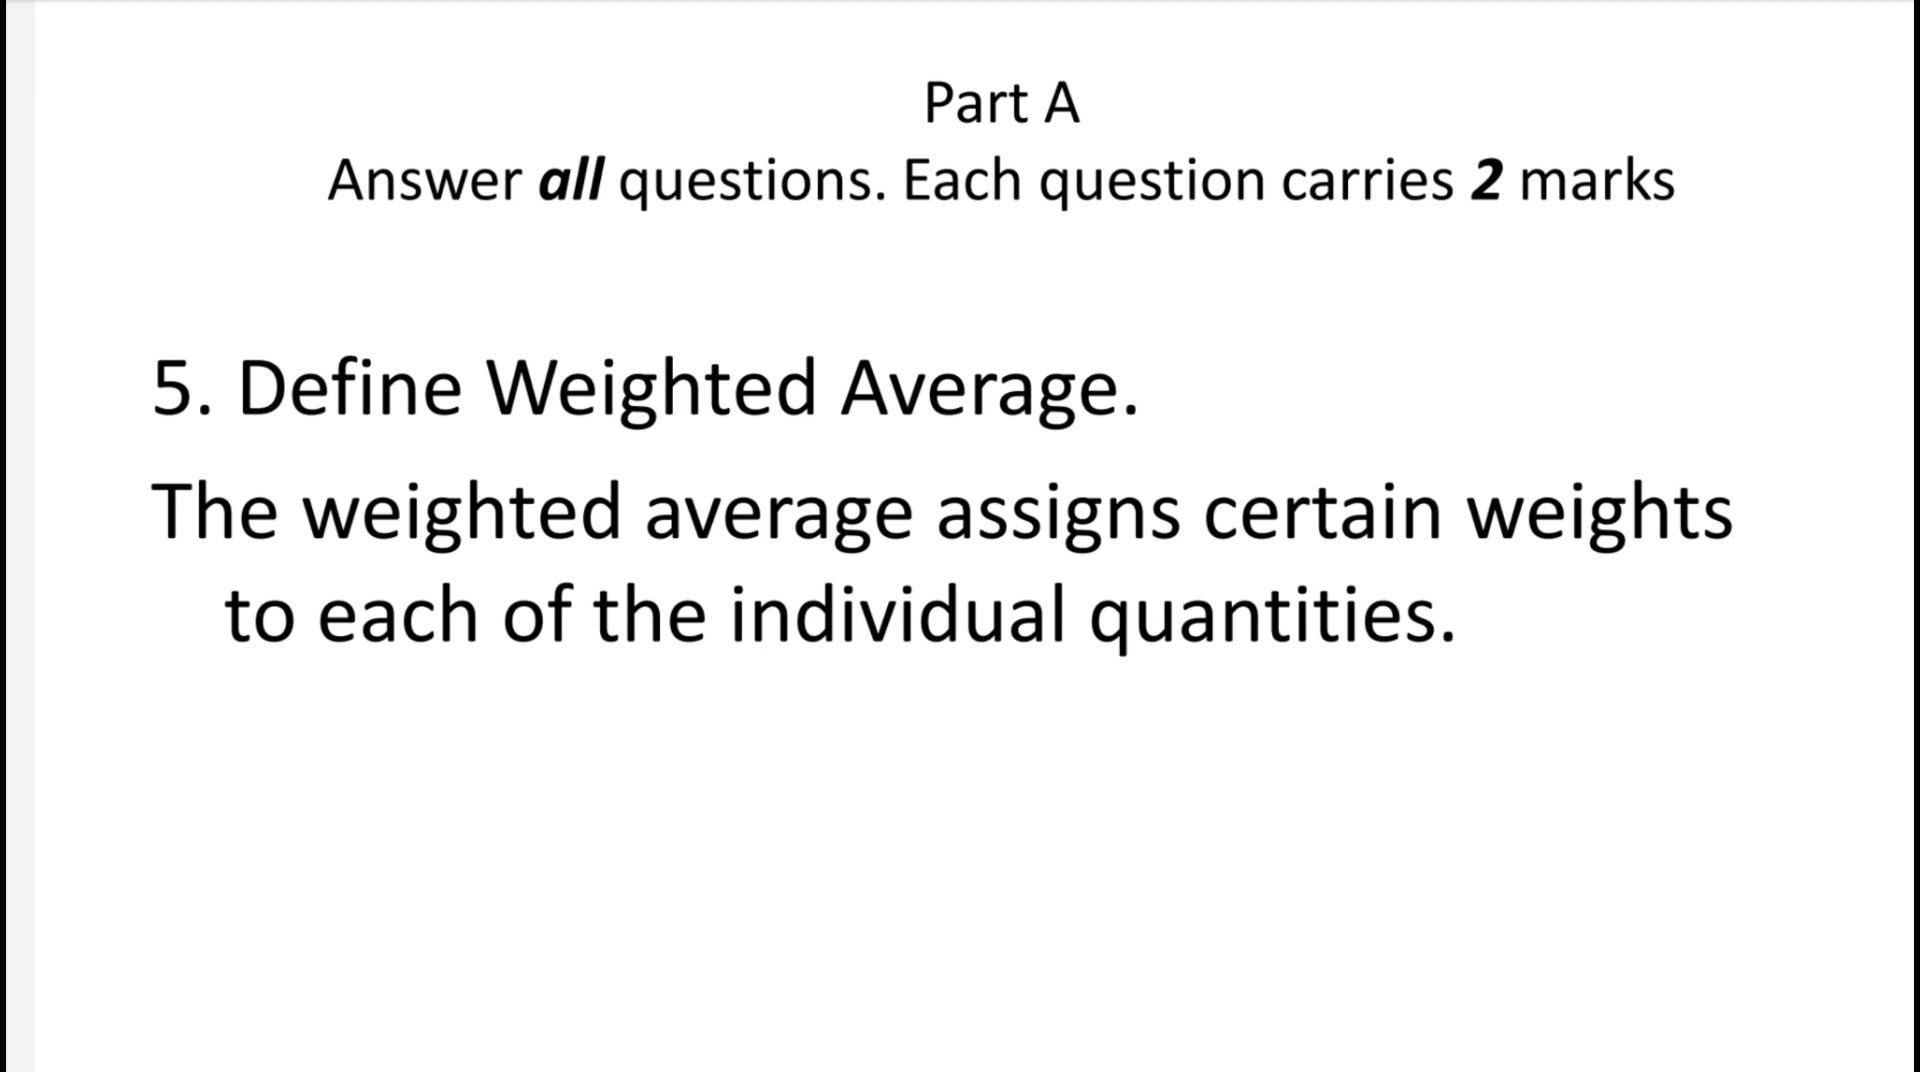 Part A
Answer all questions. Each question carries 2 marks
5. Define Weighted Average.
The weighted average assigns certain weights
to each of the individual quantities.